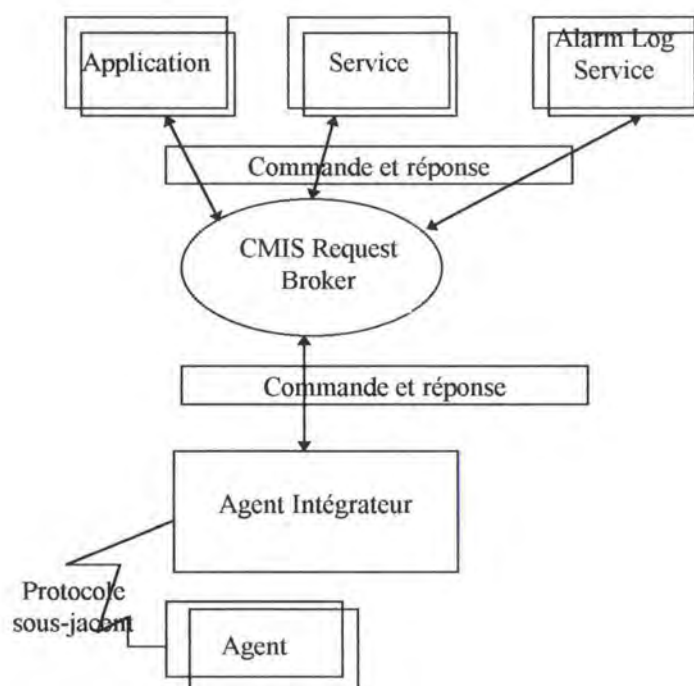 Application
Service
Alarm Log
Service
Commande et réponse
CMIS Request
Broker
Commande et réponse
Agent Intégrateur
Protocole
sous-jacent
Agent